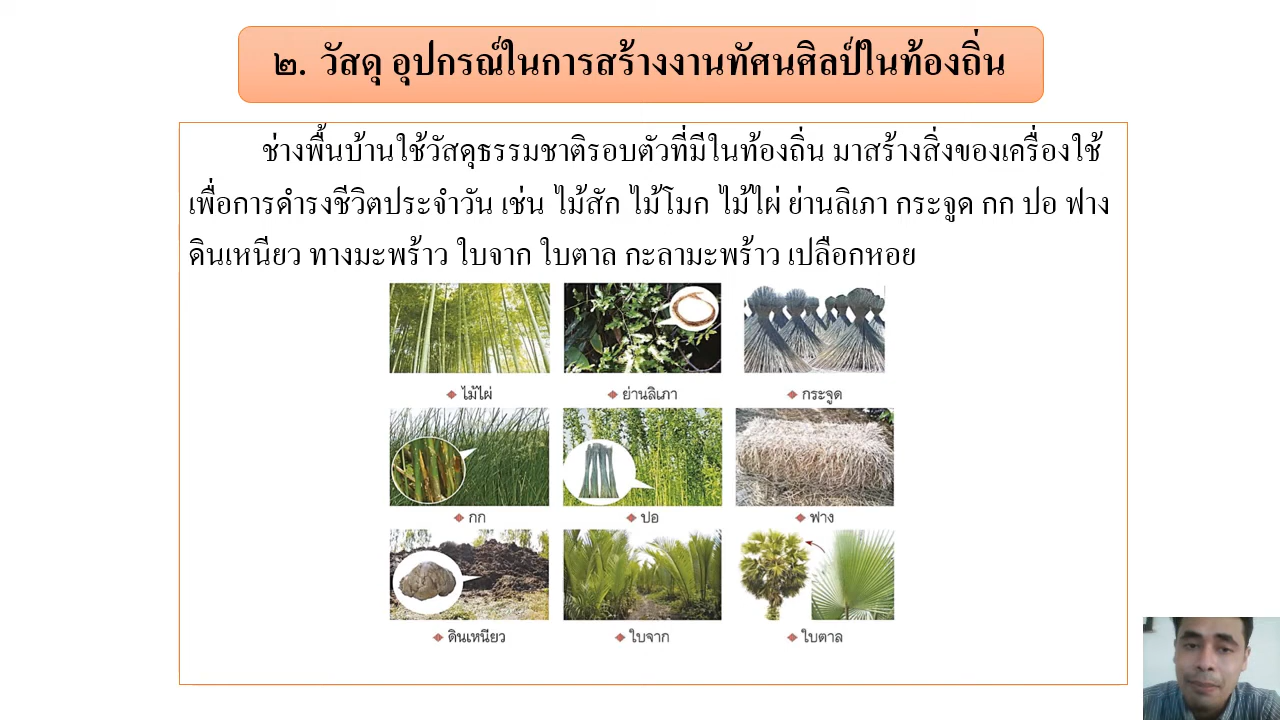 ๒. วัสดุ อุปกรณ์ในการสร้างงานทัศนศิลป์ในท้องถิ่น
ช่างพื้นบ้านใช้วัสดุธรรมชาติรอบตัวที่มีในท้องถิ่น มาสร้างสิ่งของเครื่องใช้
เพื่อการดำรงชีวิตประจำวัน เช่น ไม้สัก ไม้โมก ไม้ไผ่ ย่านลิเภา กระจูด กก ปอ ฟาง
ดินเหนียว ทางมะพร้าว ใบจาก ใบตาล กะลามะพร้าว เปลือกหอย
ไม้ไผ่
ย่านลิเภา
กระจูด
กก
ปอ
ฟาง
ดินเหนียว
ใบจาก
ใบตาล